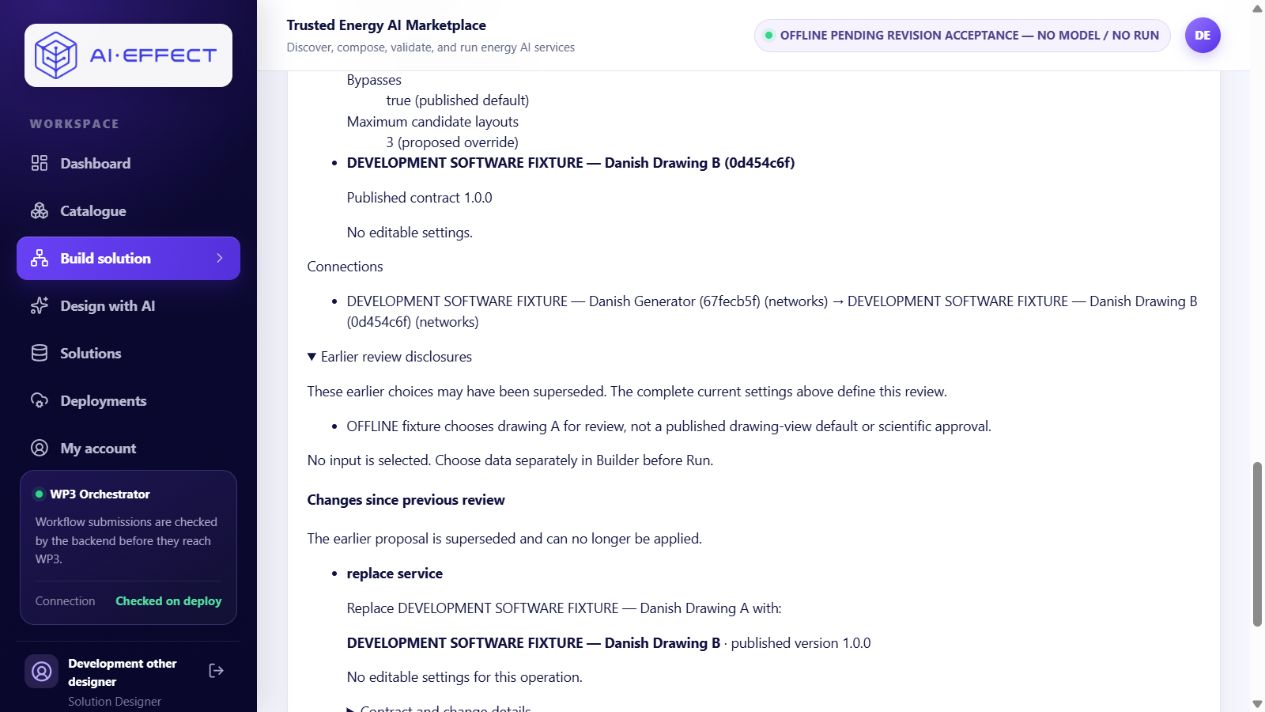 AI·EFFECT
WORKSPACE
Dashboard
Catalogue
Build solution
Design with AI
Solutions
Deployments
My account
WP3 Orchestrator
Workflow submissions are checked
by the backend before they reach
WP3.
Connection Checked on deploy
Development other
designer
Solution Designer
Trusted Energy AI Marketplace
Discover, compose, validate, and run energy AI services
OFFLINE PENDING REVISION ACCEPTANCE — NO MODEL / NO RUN
DE
Bypasses
true (published default)
Maximum candidate layouts
3 (proposed override)
• DEVELOPMENT SOFTWARE FIXTURE — Danish Drawing B (0d454c6f)
Published contract 1.0.0
No editable settings.
Connections
• DEVELOPMENT SOFTWARE FIXTURE — Danish Generator (67fecb5f) (networks) → DEVELOPMENT SOFTWARE FIXTURE — Danish Drawing B
(0d454c6f) (networks)
▼ Earlier review disclosures
These earlier choices may have been superseded. The complete current settings above define this review.
• OFFLINE fixture chooses drawing A for review, not a published drawing-view default or scientific approval.
No input is selected. Choose data separately in Builder before Run.
Changes since previous review
The earlier proposal is superseded and can no longer be applied.
• replace service
Replace DEVELOPMENT SOFTWARE FIXTURE — Danish Drawing A with:
DEVELOPMENT SOFTWARE FIXTURE — Danish Drawing B · published version 1.0.0
No editable settings for this operation.
▶ Contract and change details